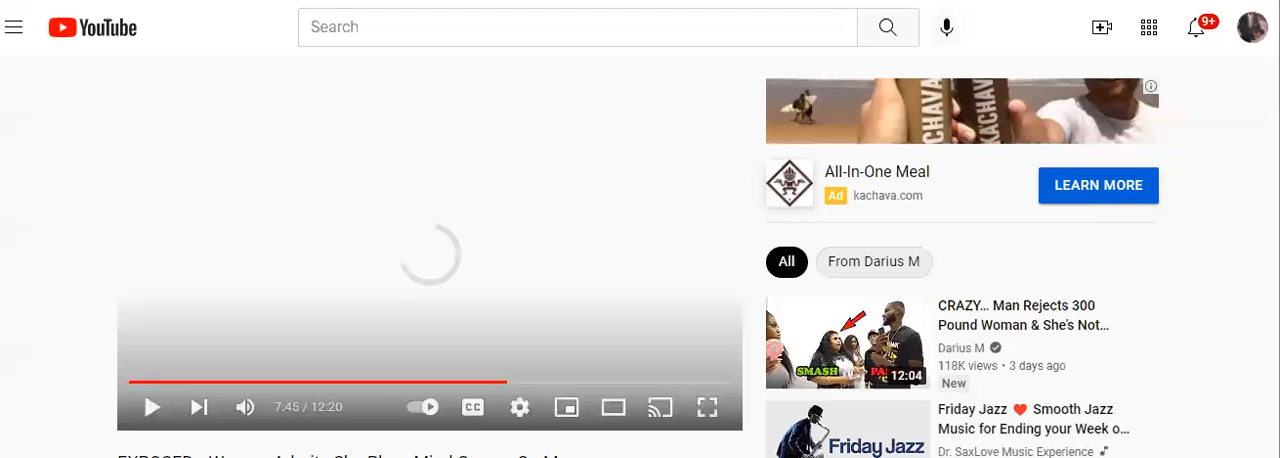 YouTube
Search
9+
KACHAVA
All-In-One Meal
Ad kachava.com
LEARN MORE
All
From Darius M
CRAZY... Man Rejects 300
Pound Woman & She's Not...
Darius M
118K views • 3 days ago
New
SMASH
12:04
7:45 / 12:20
CC
Friday Jazz ❤️ Smooth Jazz
Music for Ending your Week o...
Dr. SaxLove Music Experience
Friday Jazz